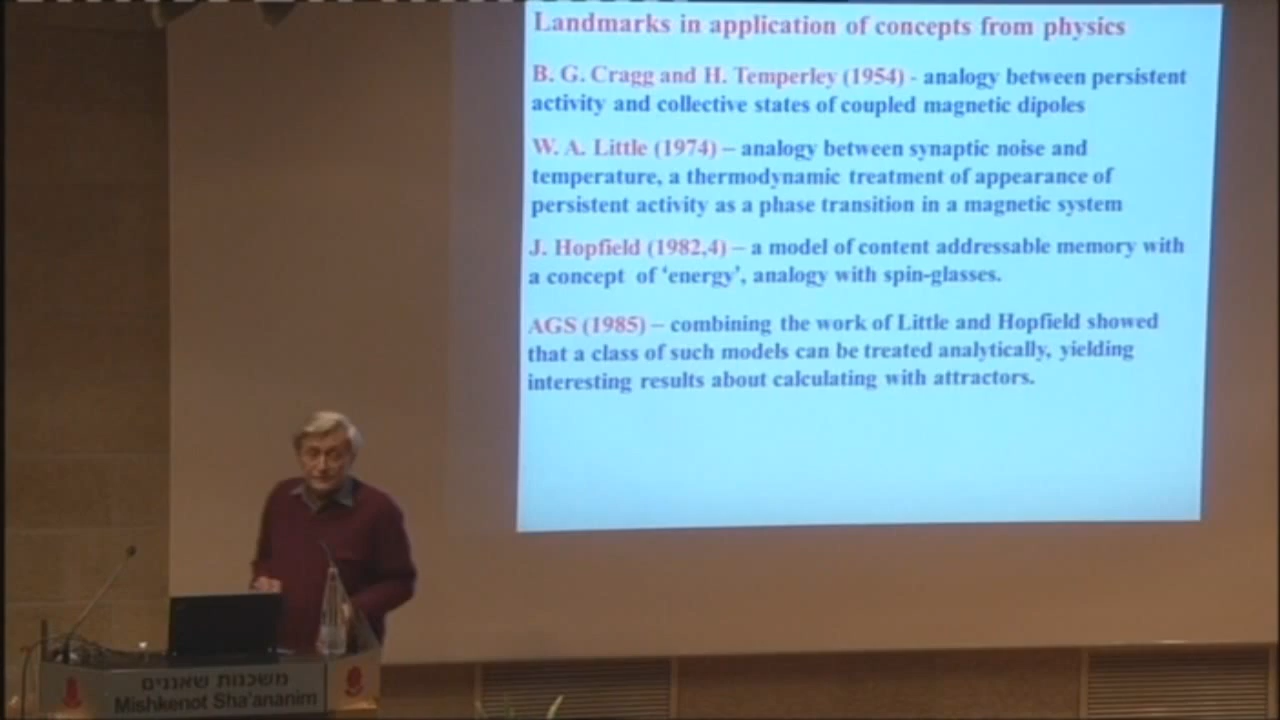 Landmarks in application of concepts from physics
B. G. Cragg and H. Temperley (1954) - analogy between persistent
activity and collective states of coupled magnetic dipoles
W. A. Little (1974) – analogy between synaptic noise and
temperature, a thermodynamic treatment of appearance of
persistent activity as a phase transition in a magnetic system
J. Hopfield (1982,4) – a model of content addressable memory with
a concept of ‘energy’, analogy with spin-glasses.
AGS (1985) – combining the work of Little and Hopfield showed
that a class of such models can be treated analytically, yielding
interesting results about calculating with attractors.
משכנות שאננים
Mishkenot Sha'ananim